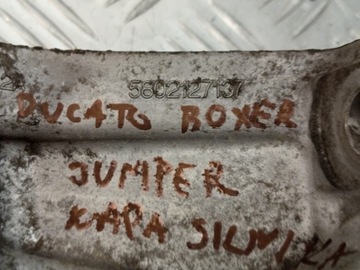 5802127137
DUCATO BOXER
JUMPER
ŁAPA SILNIKA